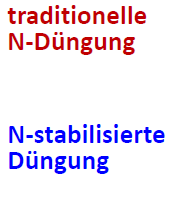 traditionelle
N-Düngung
N-stabilisierte
Düngung